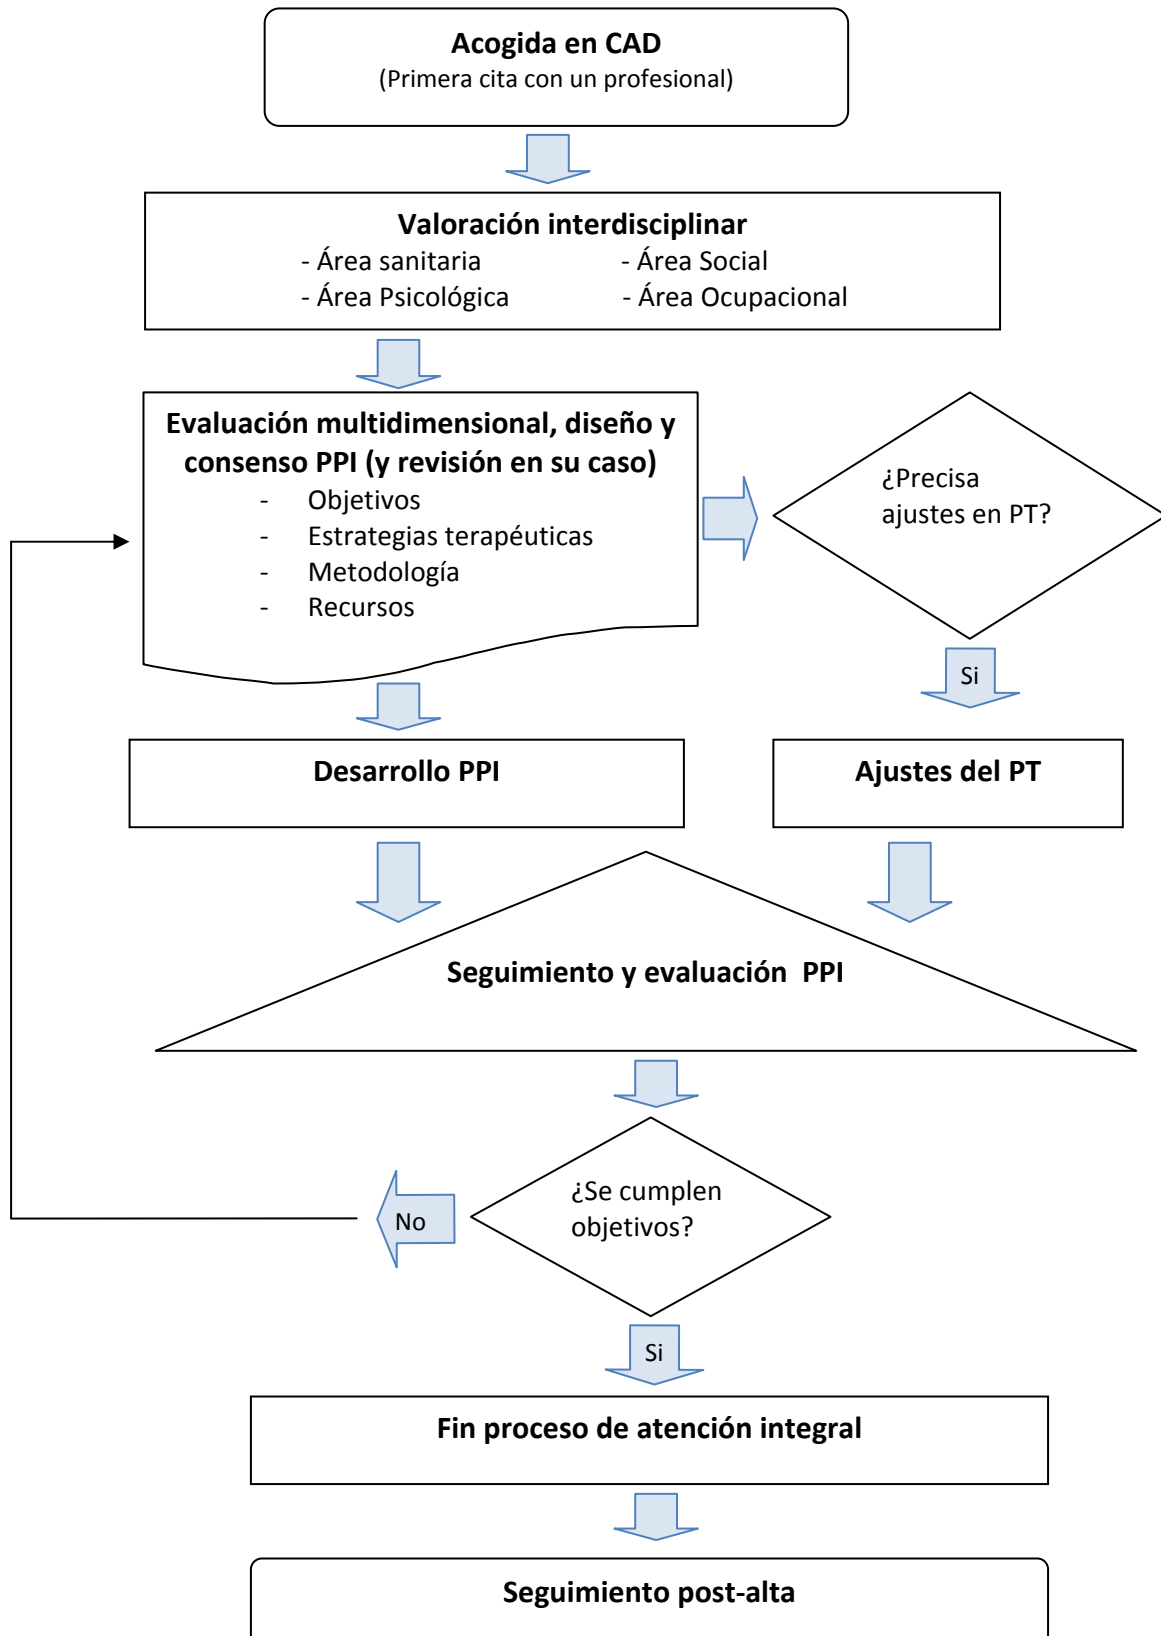 Acogida en CAD
(Primera cita con un profesional)
Valoración interdisciplinar
- Área sanitaria - Área Social
- Área Psicológica - Área Ocupacional
Evaluación multidimensional, diseño y
consenso PPI (y revisión en su caso)
- Objetivos
- Estrategias terapéuticas
- Metodología
- Recursos
¿Precisa
ajustes en PT?
Si
Desarrollo PPI
Ajustes del PT
Seguimiento y evaluación PPI
¿Se cumplen
objetivos?
No
Si
Fin proceso de atención integral
Seguimiento post-alta